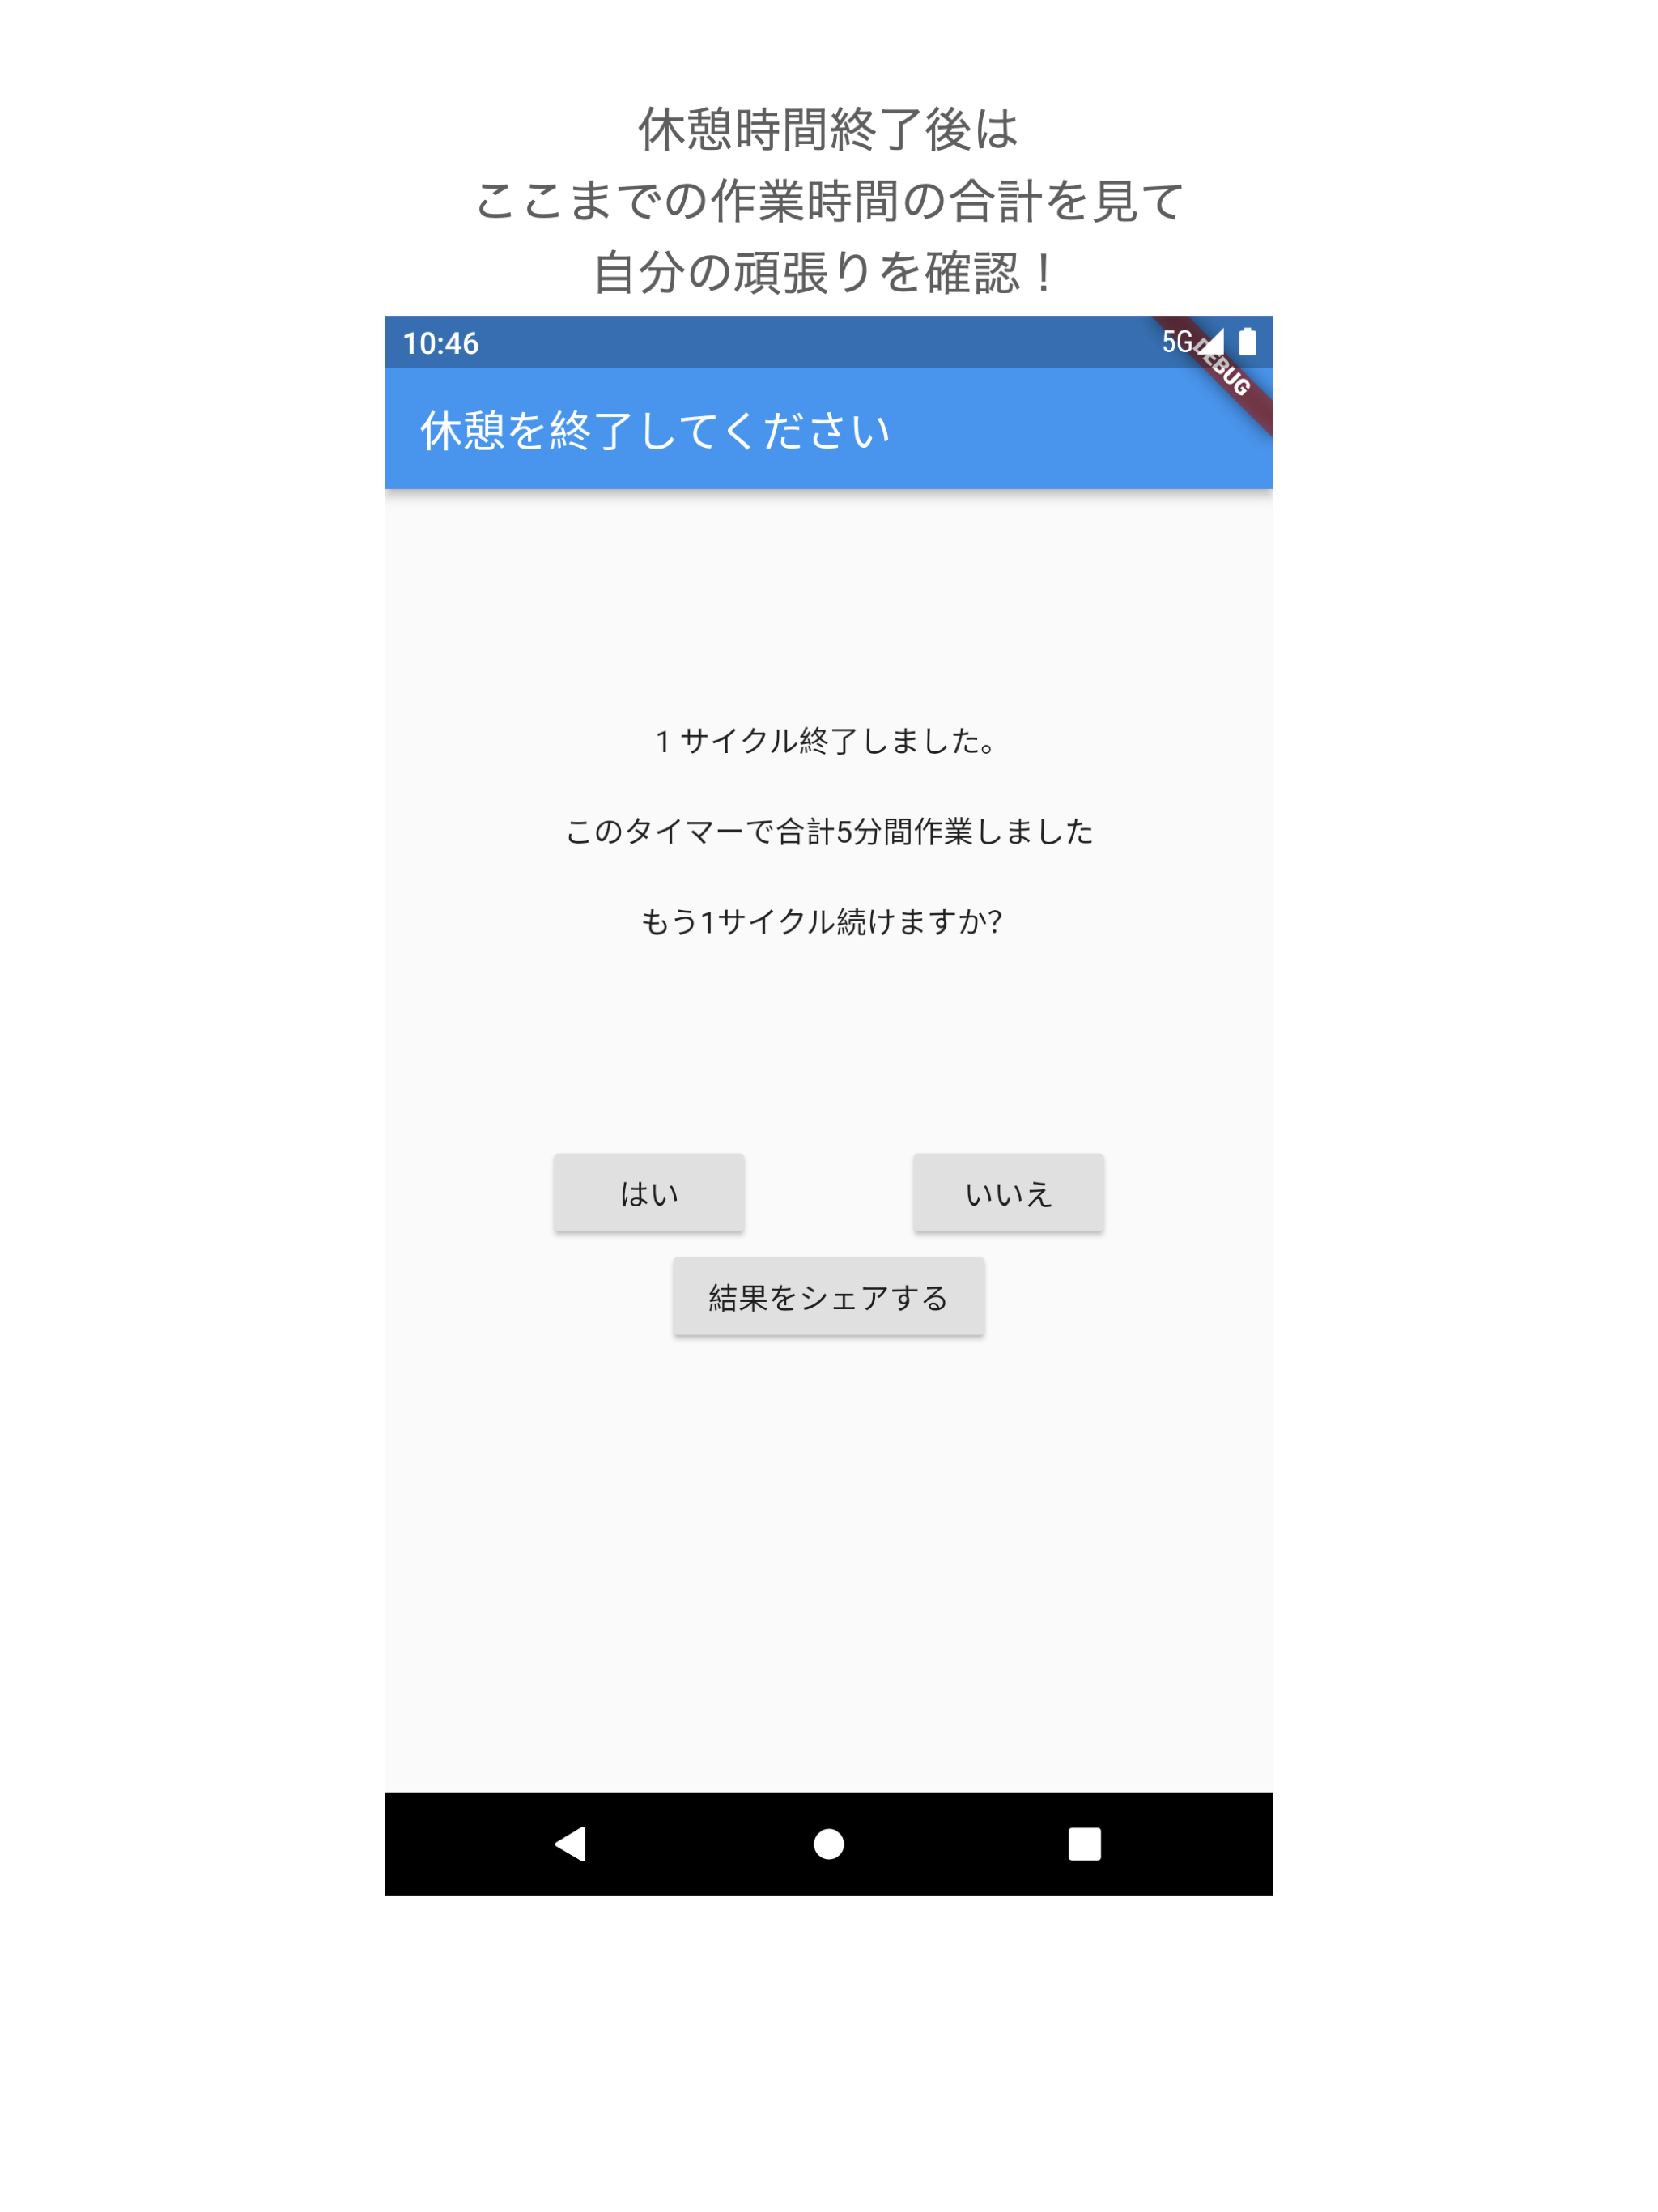 休憩時間終了後は
ここまでの作業時間の合計を見て
自分の頑張りを確認！
10:46
5G
DEBUG
休憩を終了してください
1 サイクル終了しました。
このタイマーで合計5分間作業しました
もう1サイクル続けますか?
はい
いいえ
結果をシェアする